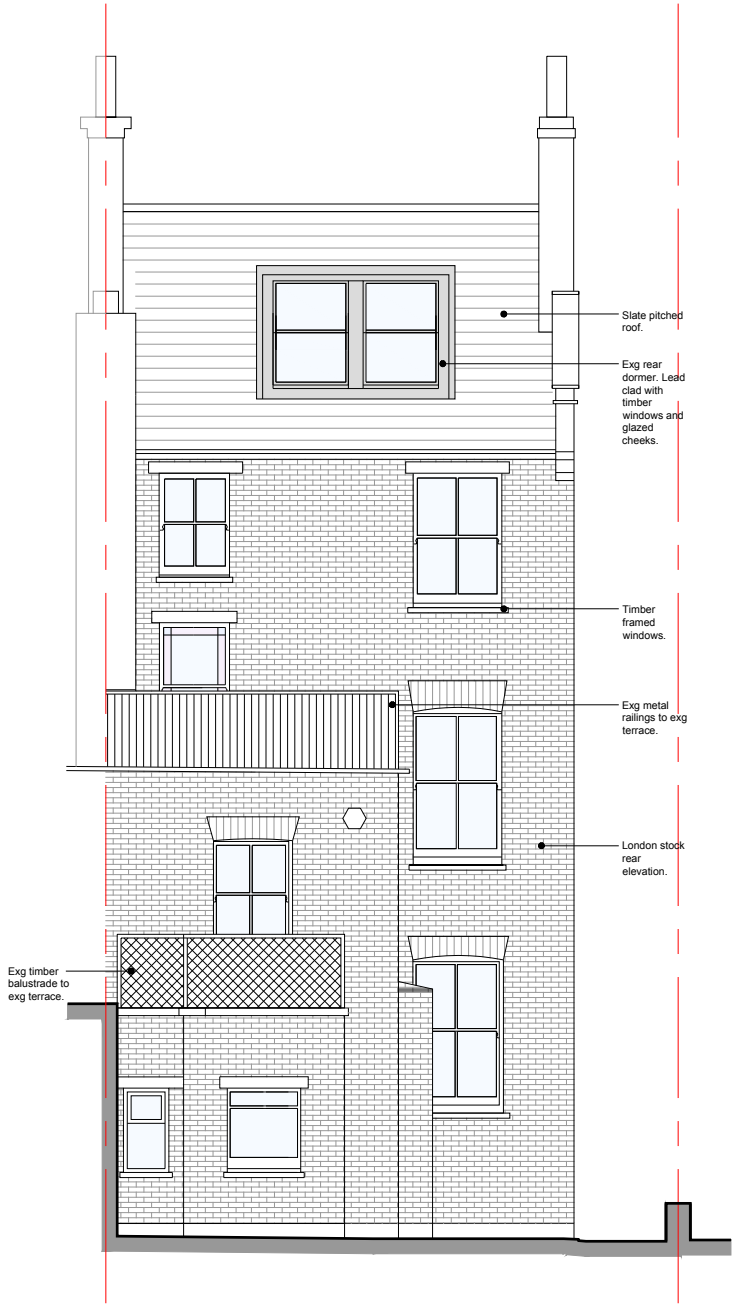 Slate pitched
roof.
Exg rear
dormer. Lead
clad with
timber
windows and
glazed
cheeks.
Timber
framed
windows.
Exg metal
railings to exg
terrace.
London stock
rear
elevation.
Exg timber
balustrade to
exg terrace.